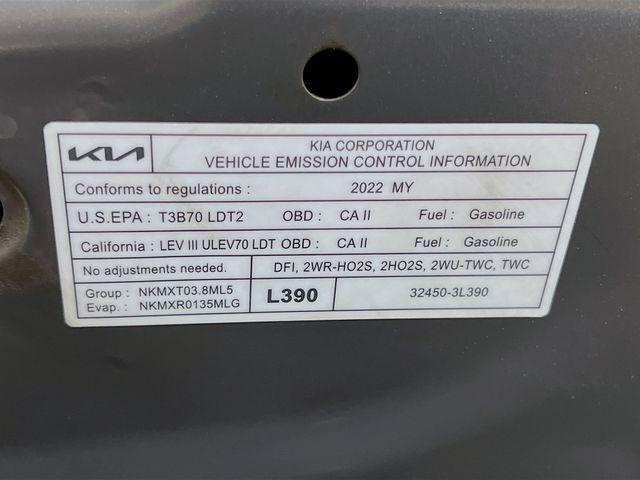 KIA
KIA CORPORATION
VEHICLE EMISSION CONTROL INFORMATION
Conforms to regulations : 2022 MY
U.S.EPA : T3B70 LDT2 OBD : CA II Fuel : Gasoline
California : LEV III ULEV70 LDT OBD : CA II Fuel : Gasoline
No adjustments needed. DFI, 2WR-HO2S, 2HO2S, 2WU-TWC, TWC
Group : NKMXT03.8ML5
Evap. : NKMXR0135MLG
L390
32450-3L390